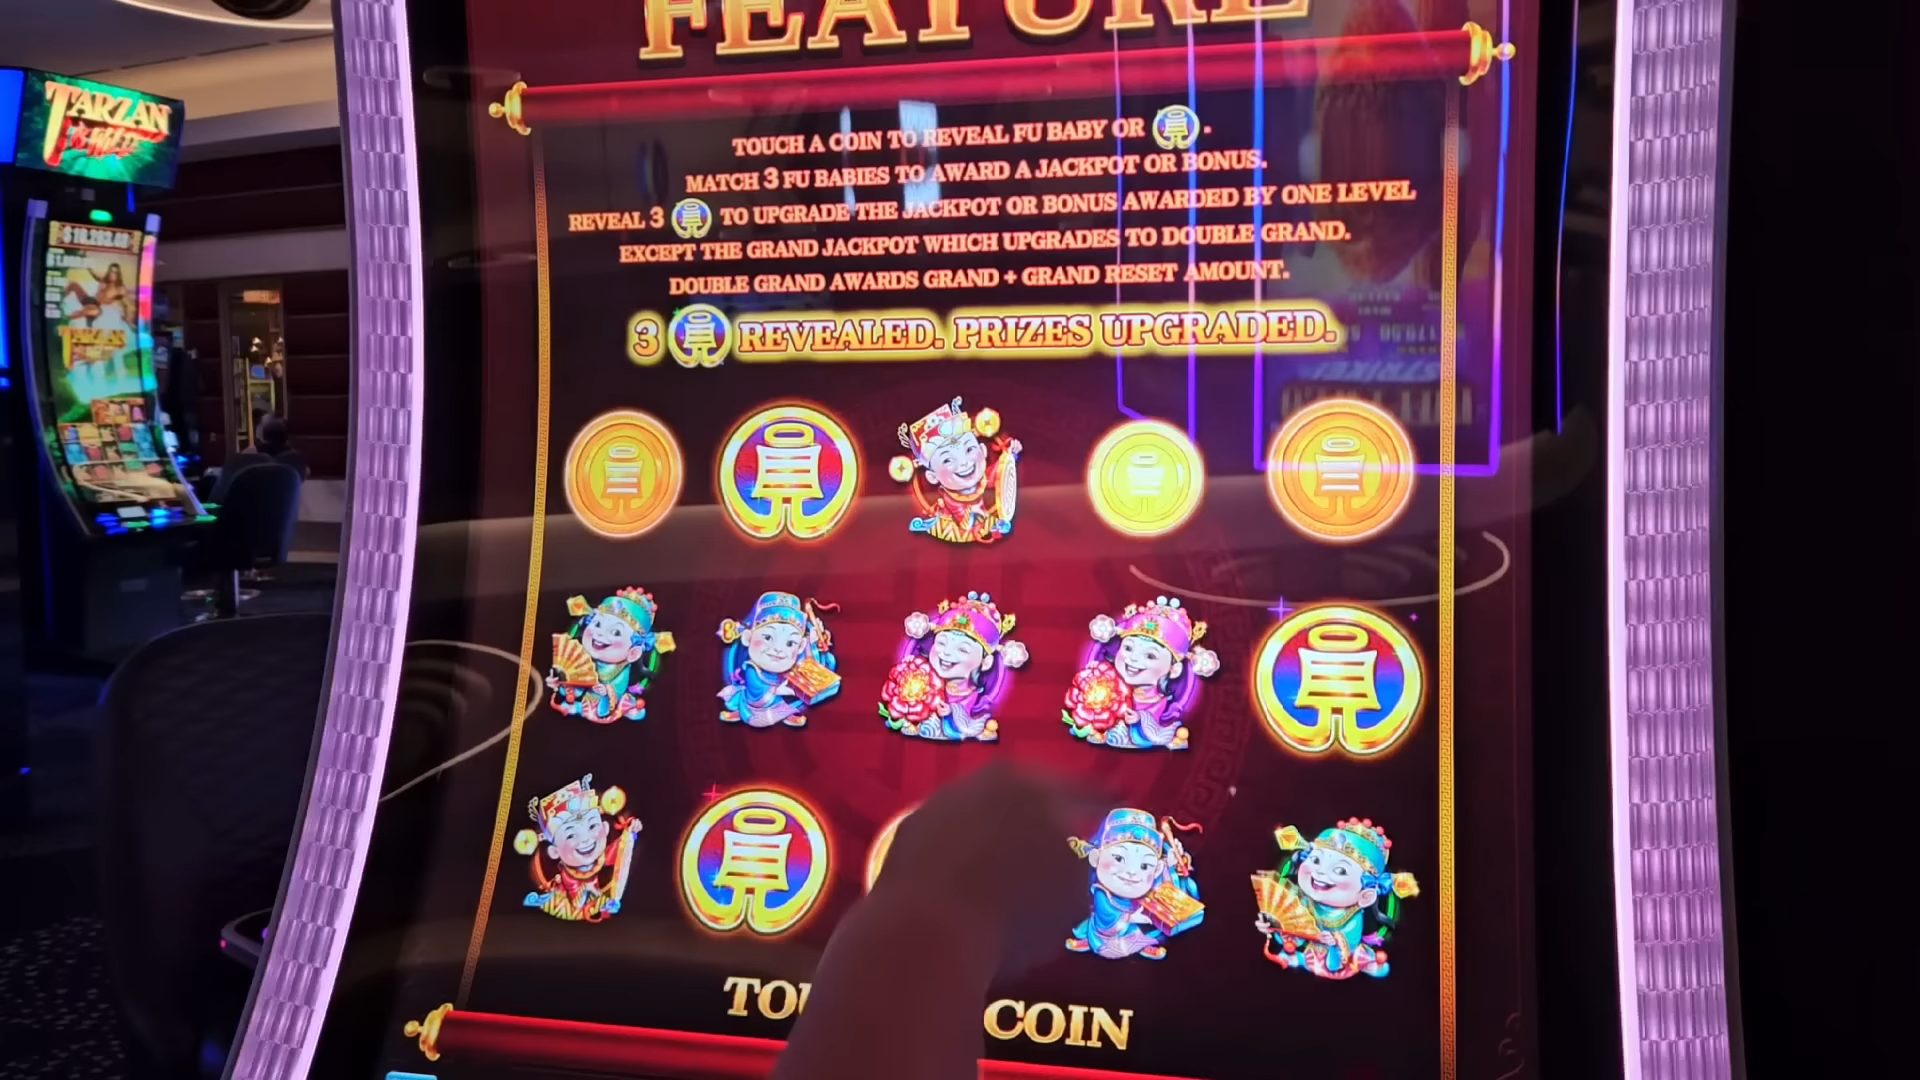 FEATURE
TARZAN
TOUCH A COIN TO REVEAL FU BABY OR .
MATCH 3 FU BABIES TO AWARD A JACKPOT OR BONUS.
REVEAL 3 TO UPGRADE THE JACKPOT OR BONUS AWARDED BY ONE LEVEL
EXCEPT THE GRAND JACKPOT WHICH UPGRADES TO DOUBLE GRAND.
DOUBLE GRAND AWARDS GRAND + GRAND RESET AMOUNT.
3 REVEALED. PRIZES UPGRADED.
TARZAN
COIN